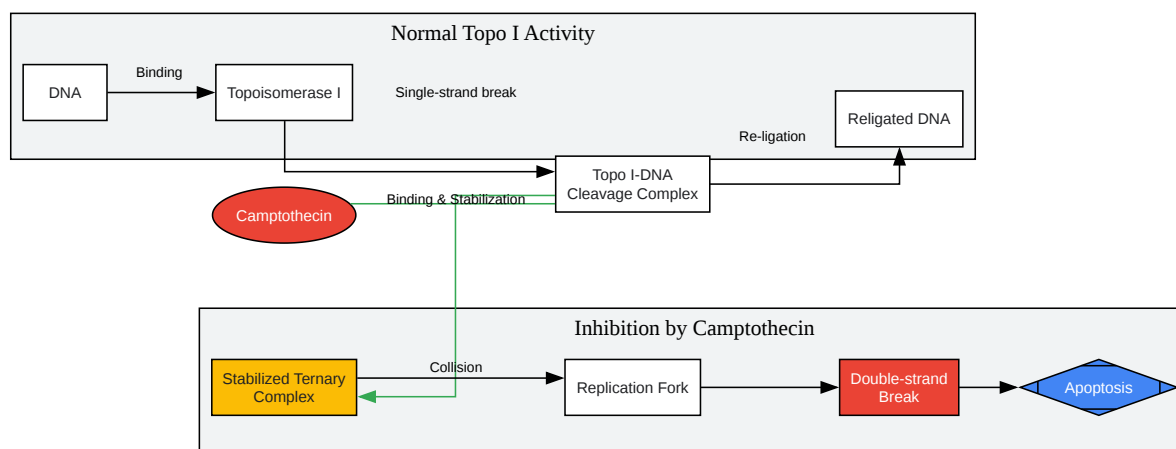 Normal Topo I Activity
DNA
Binding
Topoisomerase I
Single-strand break
Religated DNA
Re-ligation
Topo I-DNA
Cleavage Complex
Camptothecin
Binding & Stabilization
Inhibition by Camptothecin
Stabilized Ternary
Complex
Collision
Replication Fork
Double-strand
Break
Apoptosis